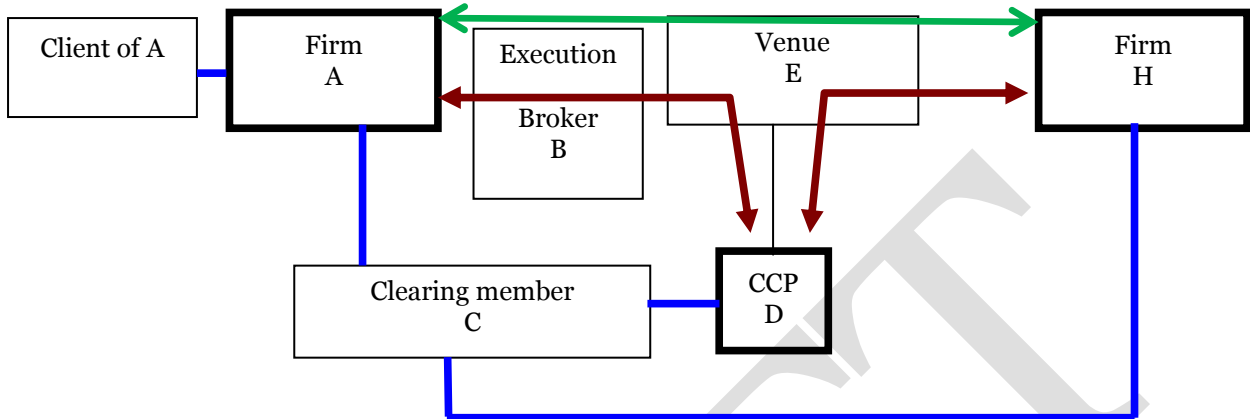 Client of A
Firm
A
Execution
Broker
B
Venue
E
Firm
H
Clearing member
C
CCP
D